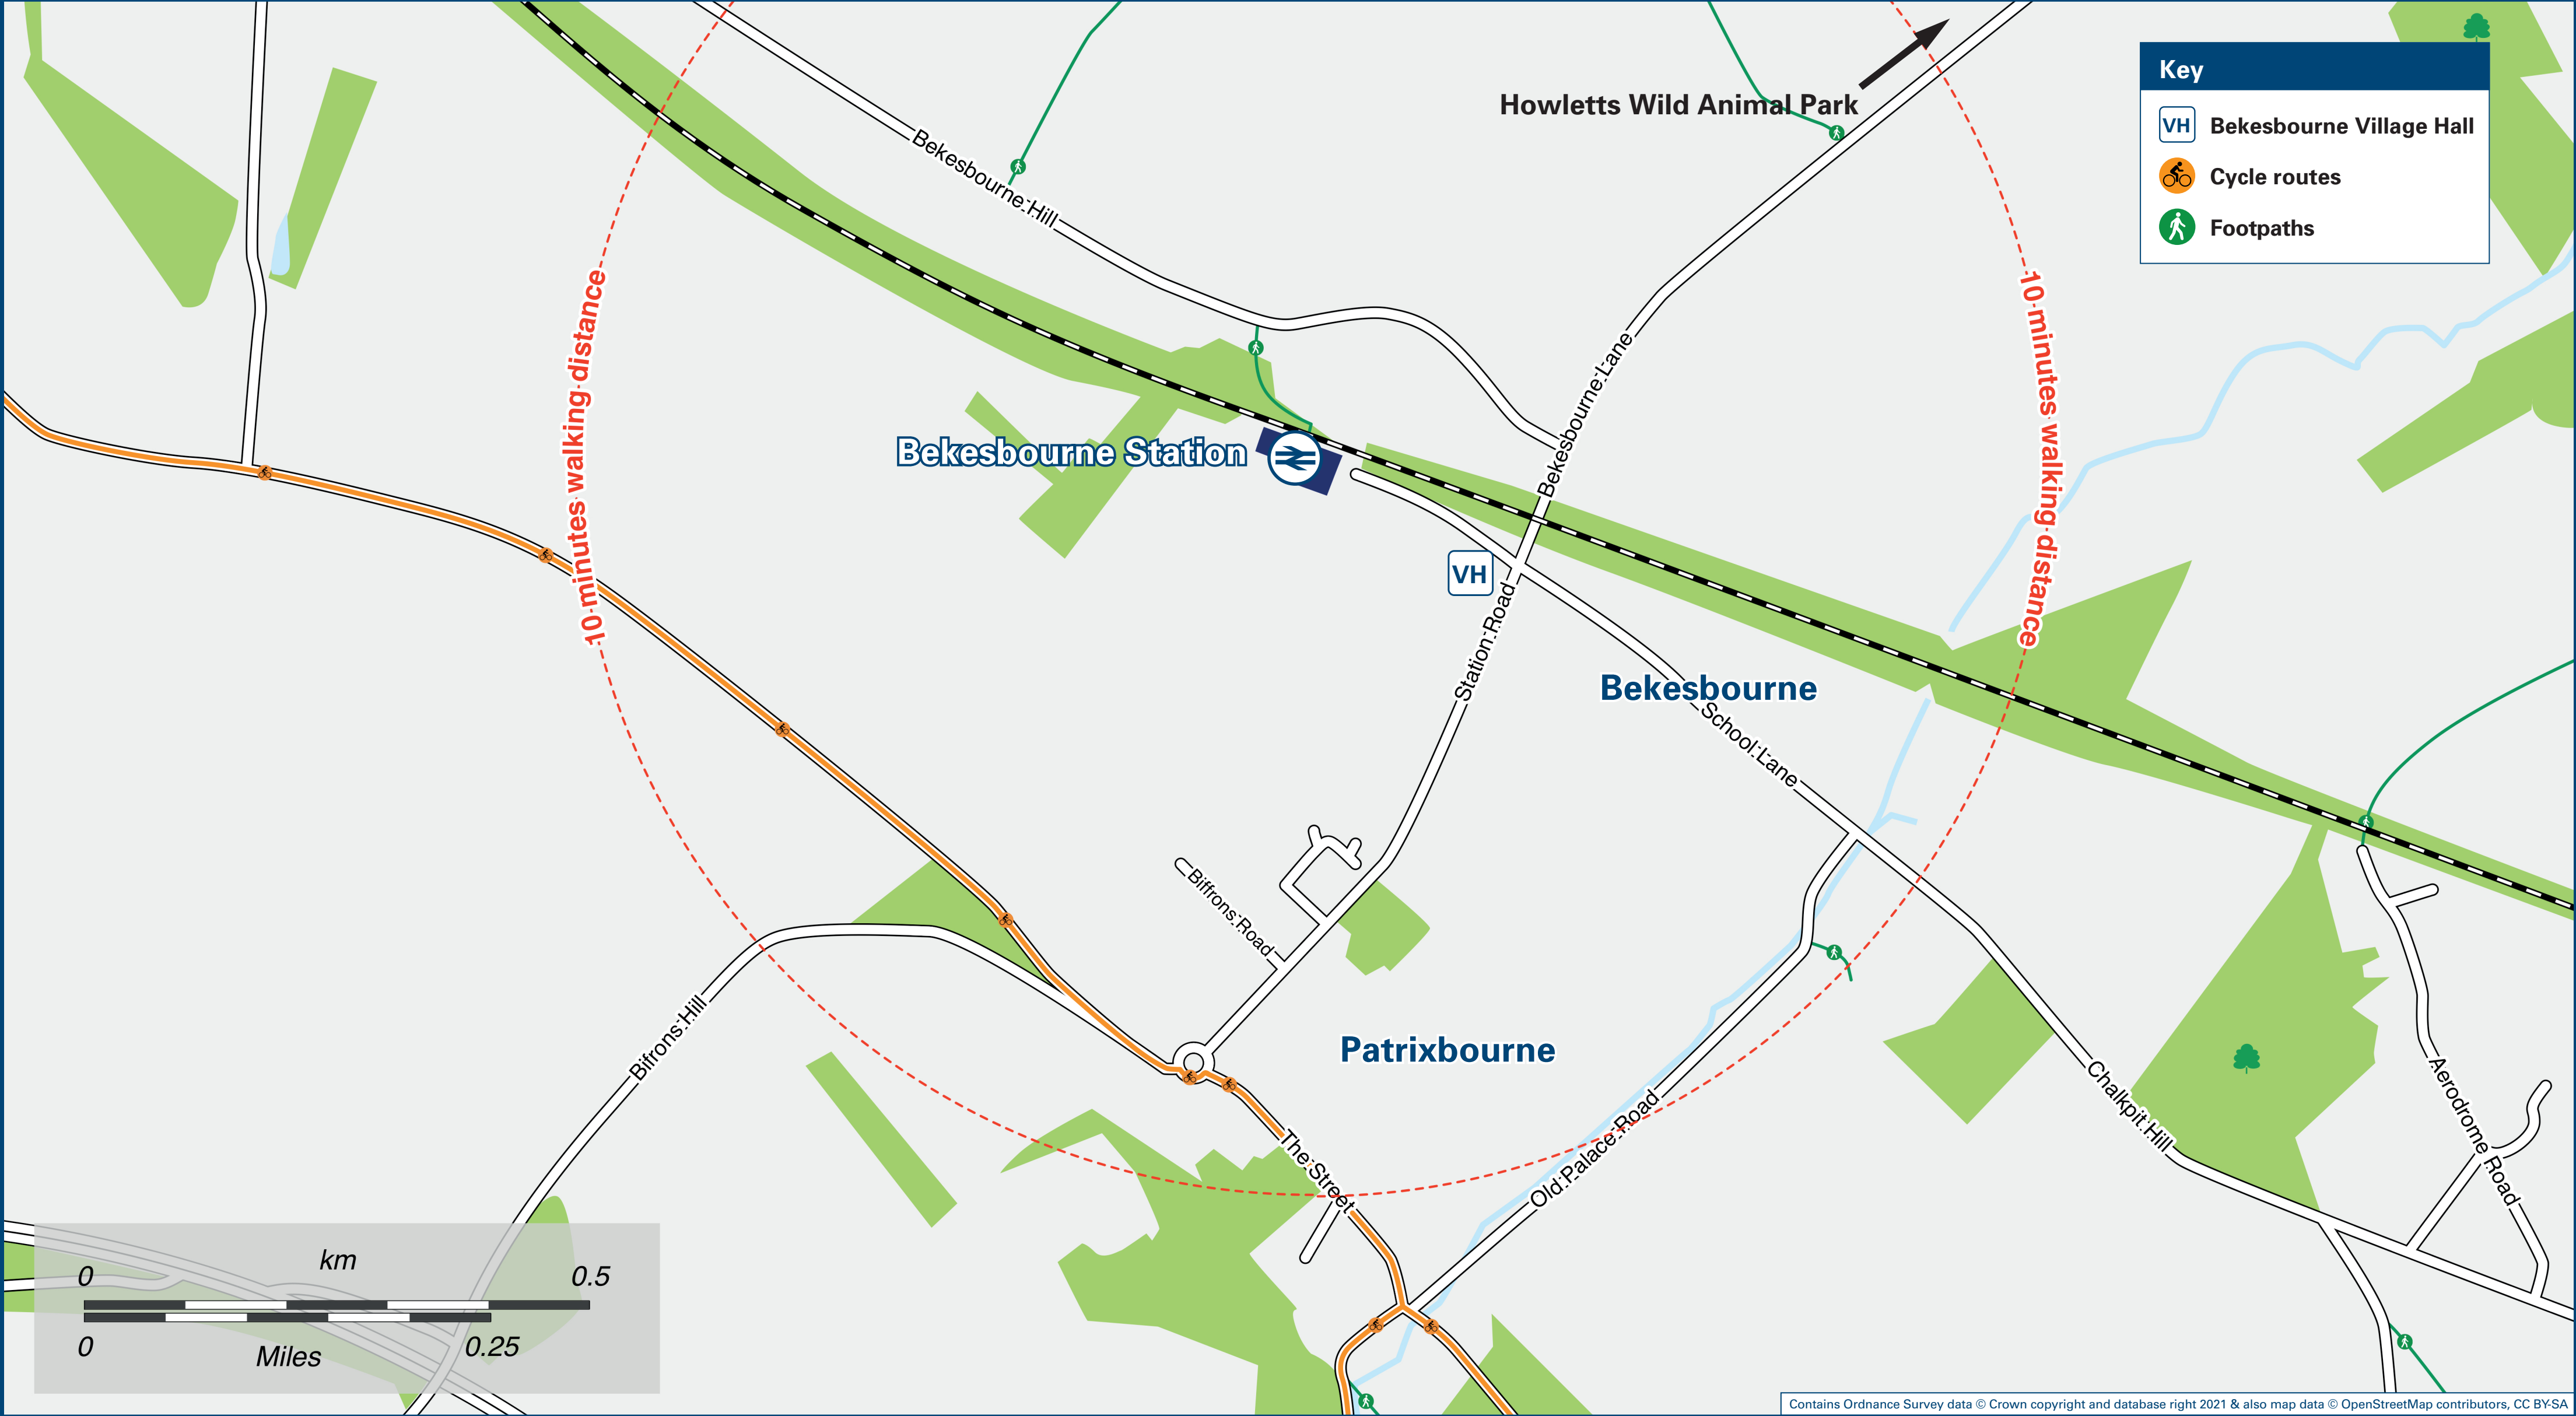 Howletts Wild Animal Park
Key
VH
Bekesbourne Village Hall
Cycle routes
Footpaths
Bekesbourne Hill
10 minutes walking distance
10 minutes walking distance
Bekesbourne Lane
Bekesbourne Station
VH
Station Road
Bekesbourne
School Lane
Biffrons Road
Bifrons Hill
Patrixbourne
The Street
Old Palace Road
Chalkpit Hill
Aerodrome Road
km
0 0.5
0 0.25
Miles
Contains Ordnance Survey data © Crown copyright and database right 2021 & also map data © OpenStreetMap contributors, CC BY-SA